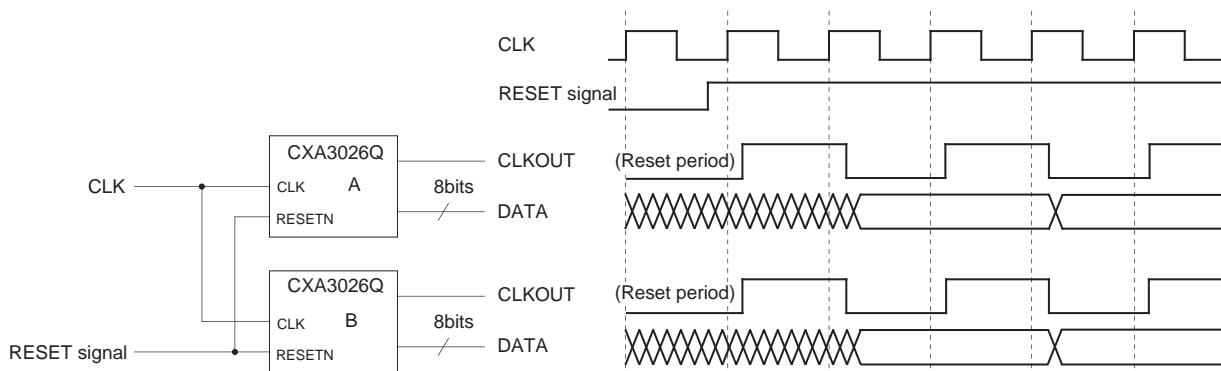 CLK
RESET signal
CXA3026Q
CLKOUT
(Reset period)
CLK
CLK
A
8bits
RESETN
DATA
CXA3026Q
CLKOUT
(Reset period)
CLK
B
8bits
RESET signal
RESETN
DATA